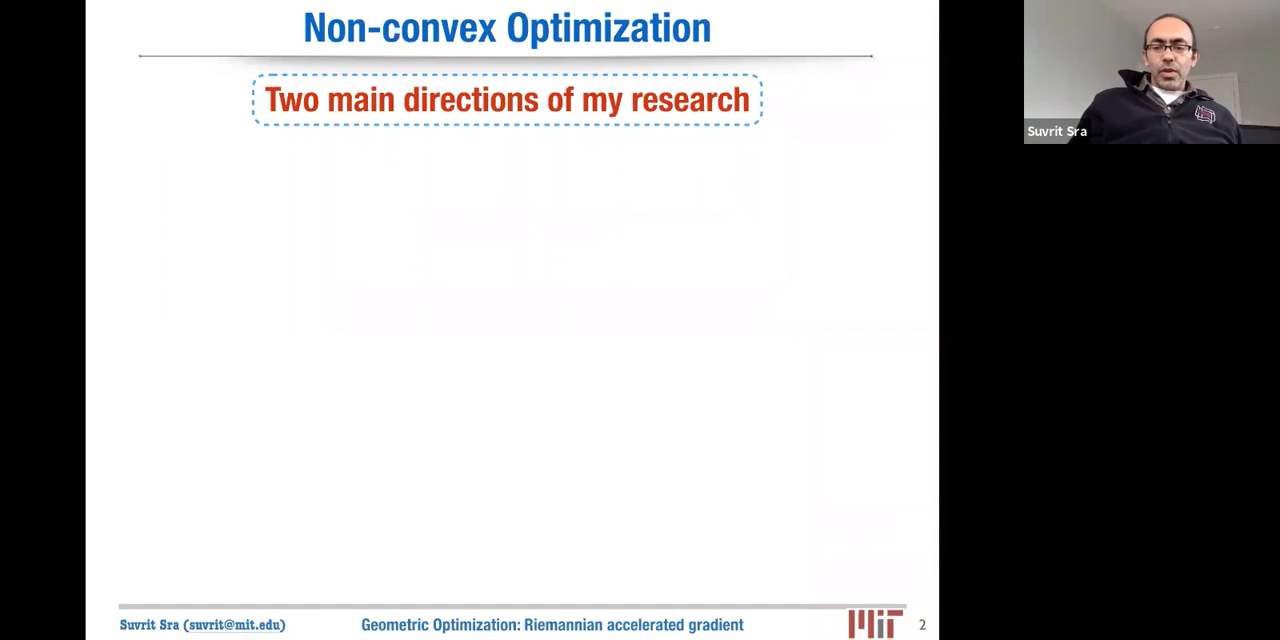 Non-convex Optimization
Two main directions of my research
Suvrit Sra
Suvrit Sra (suvrit@mit.edu)
Geometric Optimization: Riemannian accelerated gradient
MIT
2